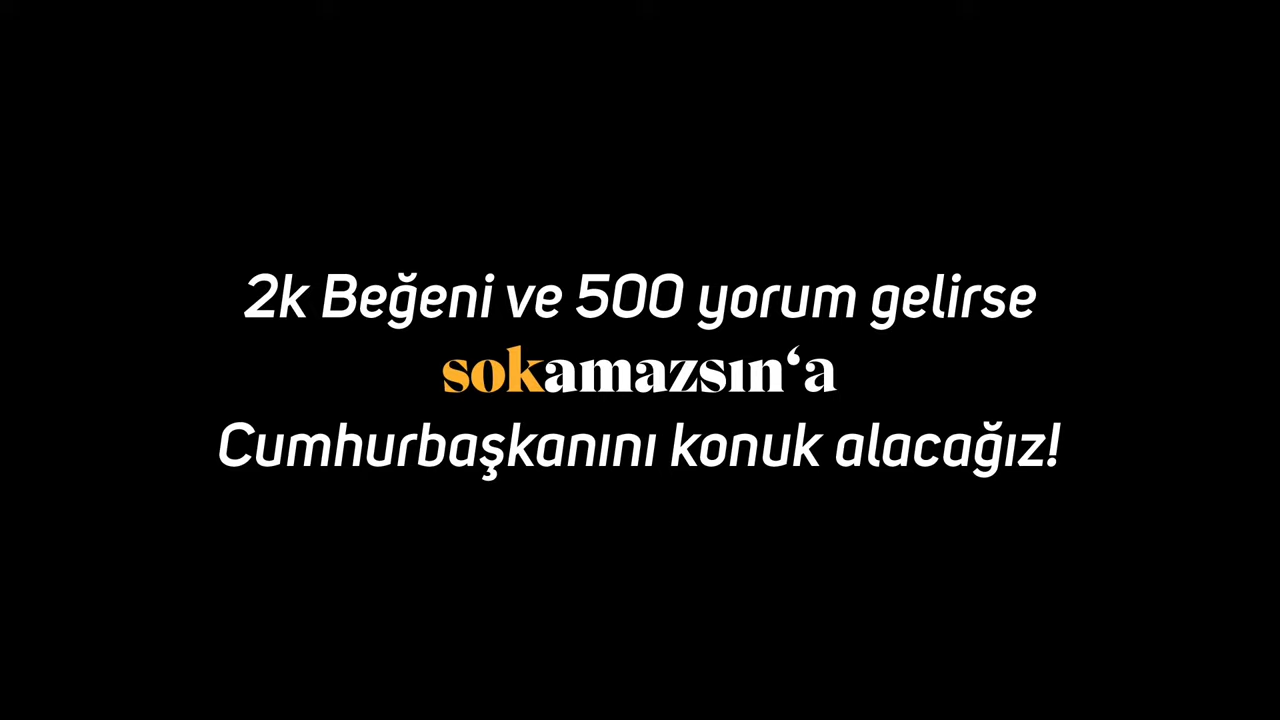 2k Beğeni ve 500 yorum gelirse
sokamazsın‘a
Cumhurbaşkanını konuk alacağız!